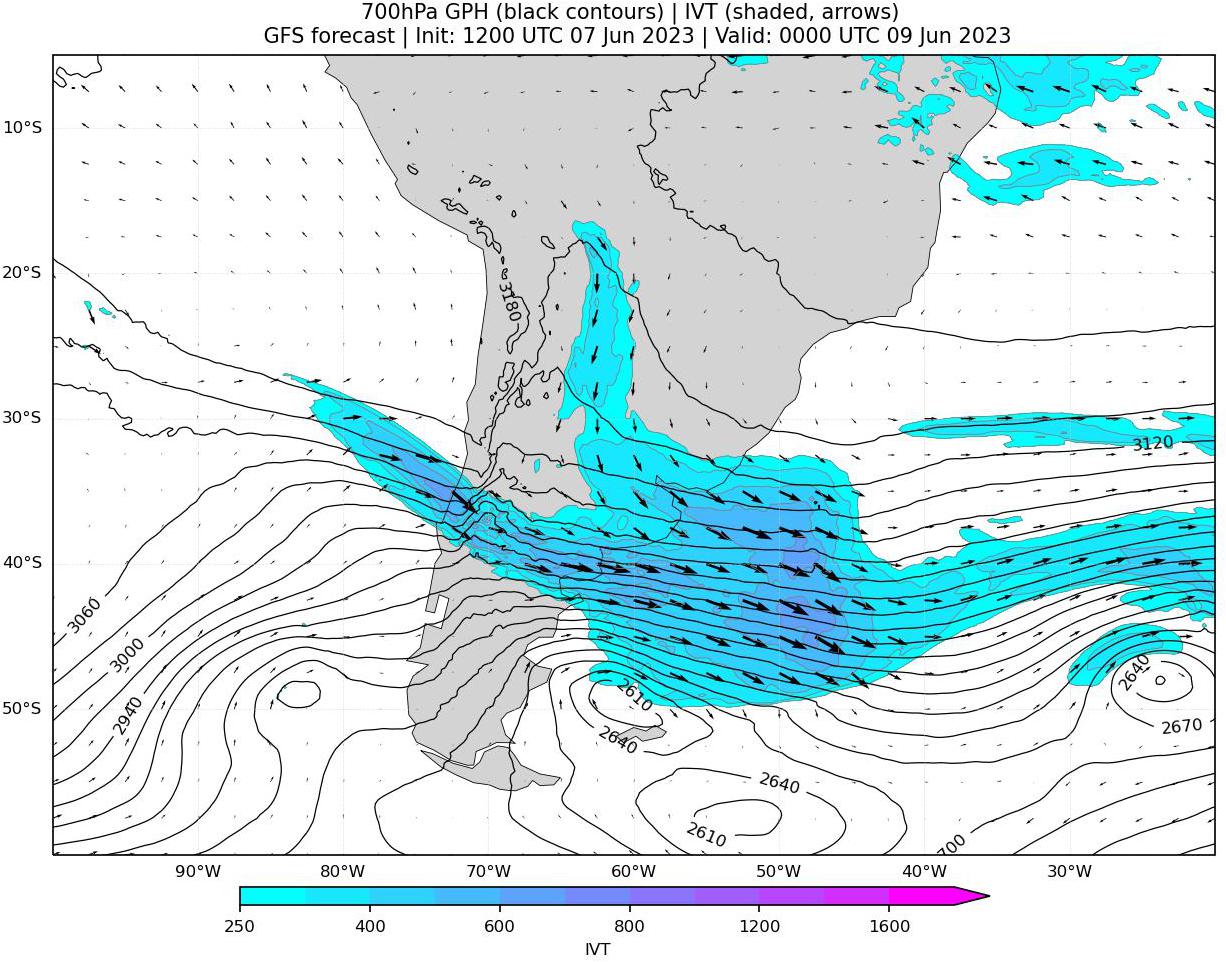 700hPa GPH (black contours) | IVT (shaded, arrows)
GFS forecast | Init: 1200 UTC 07 Jun 2023 | Valid: 0000 UTC 09 Jun 2023
10°S
20°S
3180
30°S
3120
40°S
3060
3000
2640
2940
2610
50°S
2670
2640
2640
2610
700
90°W 80°W 70°W 60°W 50°W 40°W 30°W
250 400 600 800 1200 1600
IVT